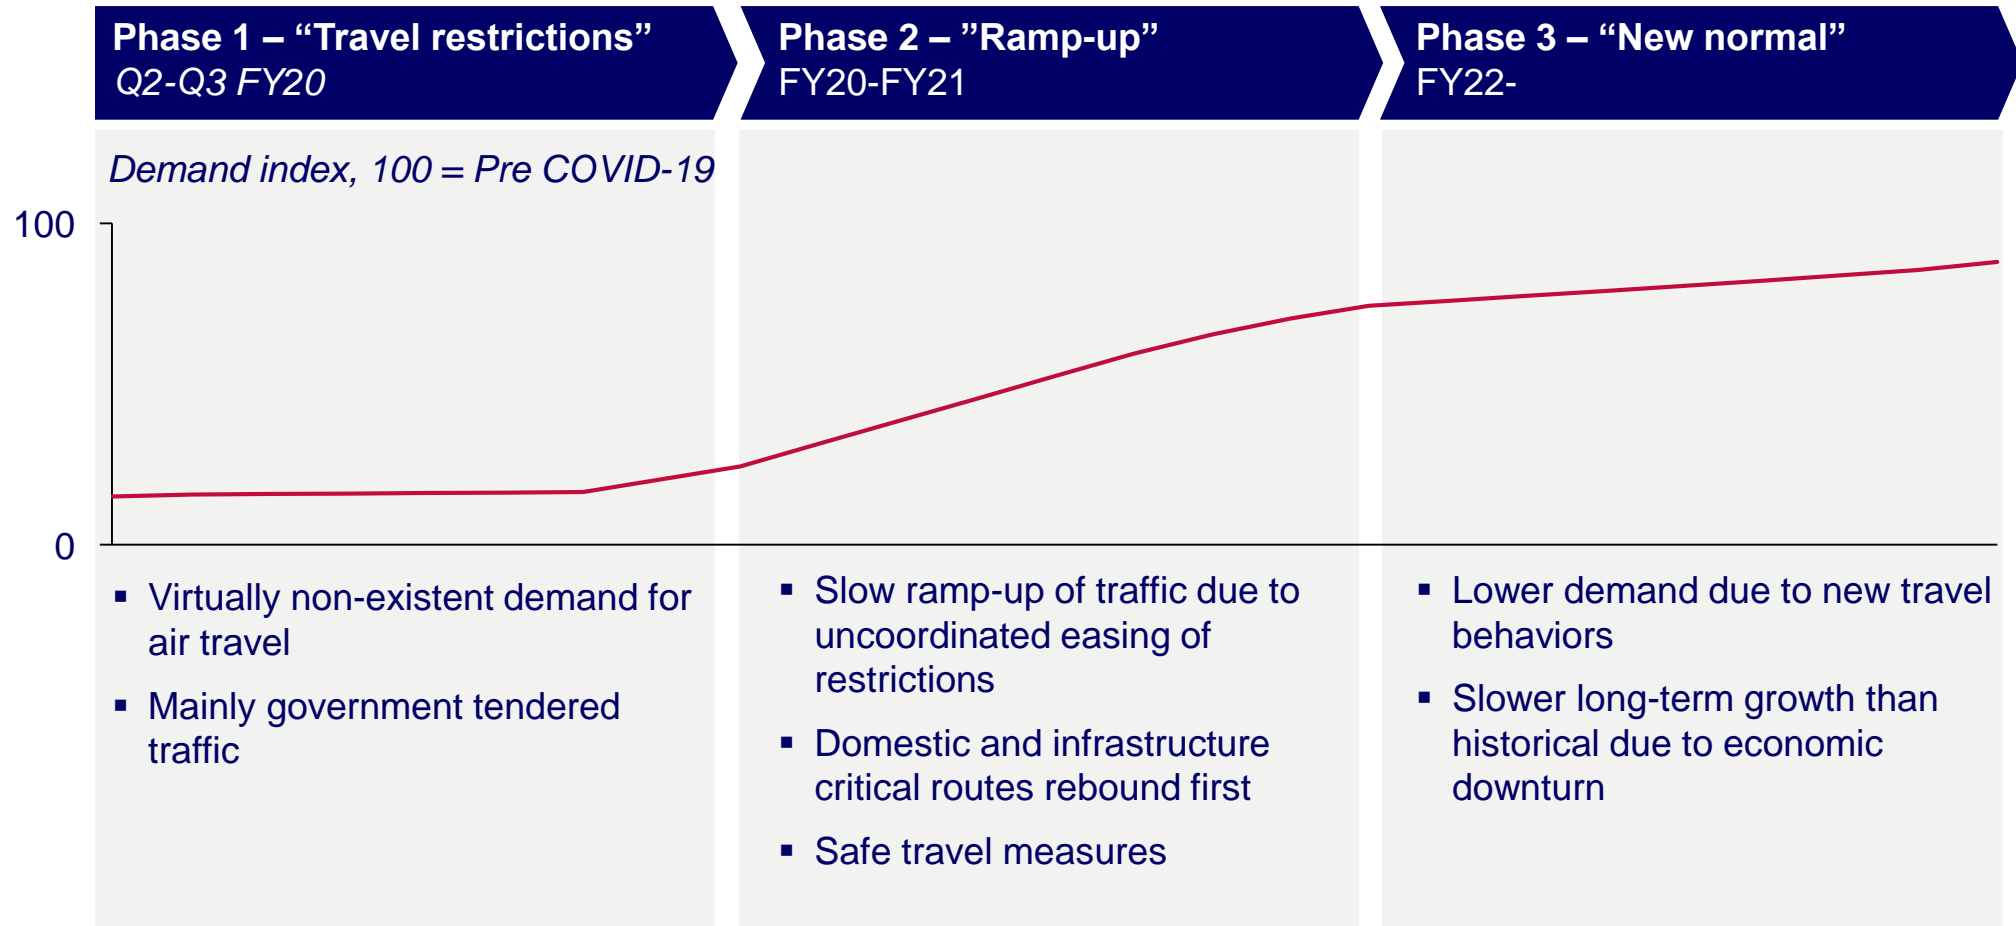 Phase 1 – “Travel restrictions”
Q2-Q3 FY20
Phase 2 – ”Ramp-up”
FY20-FY21
Phase 3 – “New normal”
FY22-
Demand index, 100 = Pre COVID-19
100
0
▪ Virtually non-existent demand for
air travel
▪ Mainly government tendered
traffic
▪ Slow ramp-up of traffic due to
uncoordinated easing of
restrictions
▪ Domestic and infrastructure
critical routes rebound first
▪ Safe travel measures
▪ Lower demand due to new travel
behaviors
▪ Slower long-term growth than
historical due to economic
downturn